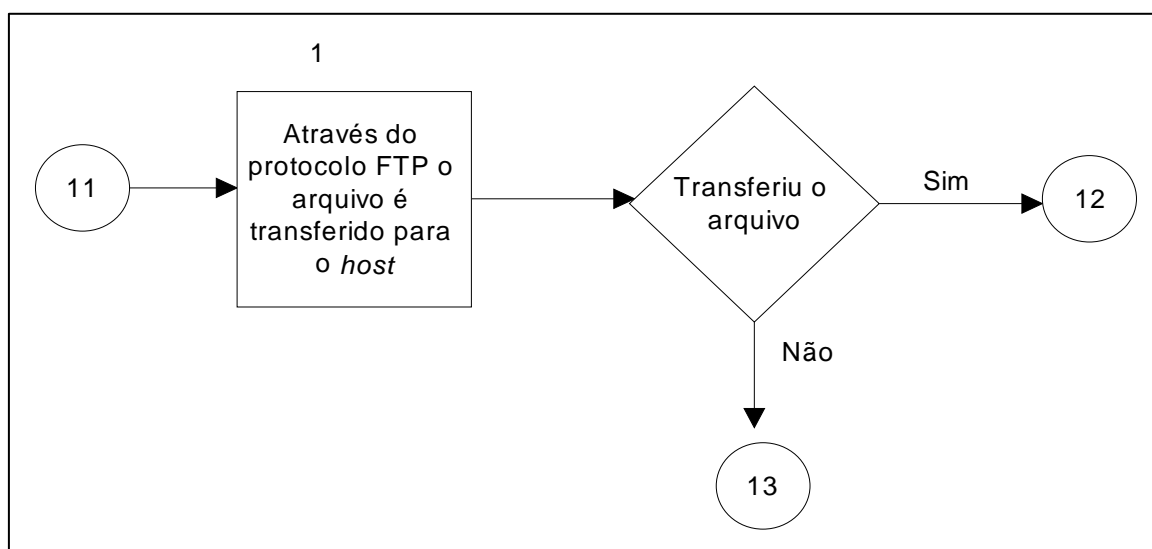 1
11
Através do
protocolo FTP o
arquivo é
transferido para
o host
Transferiu o
arquivo
Sim
12
Não
13